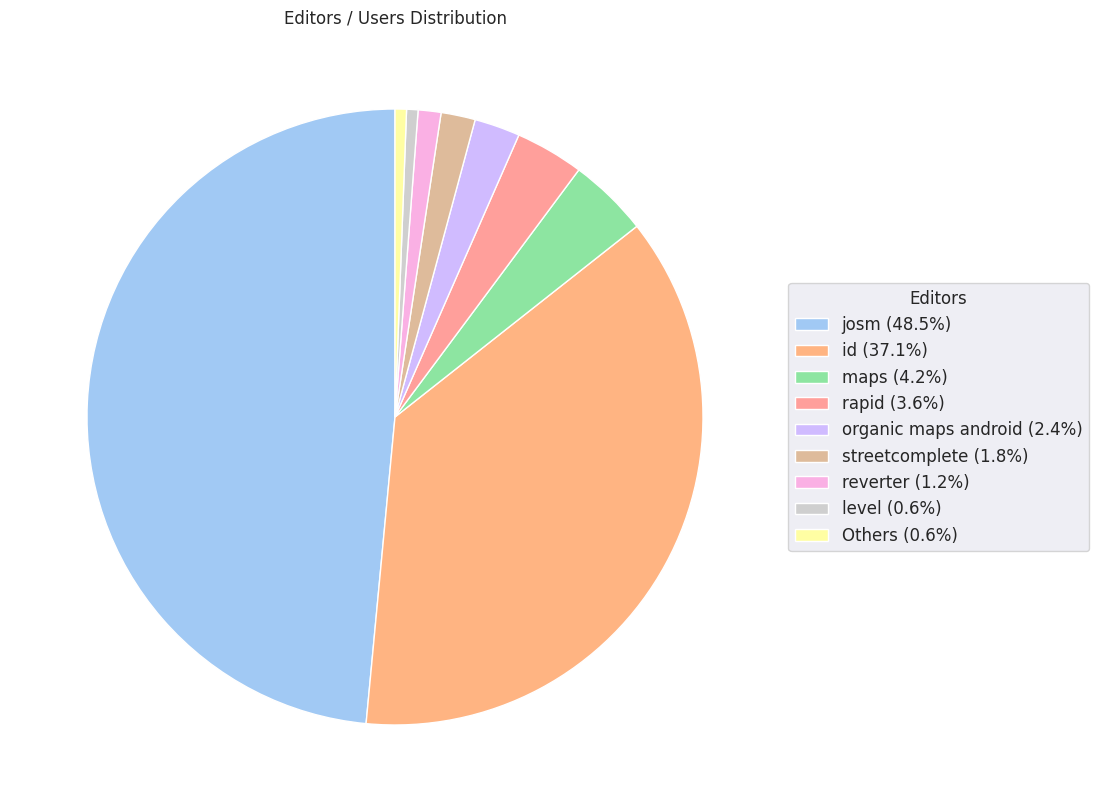 Editors / Users Distribution
Editors
josm (48.5%)
id (37.1%)
maps (4.2%)
rapid (3.6%)
organic maps android (2.4%)
streetcomplete (1.8%)
reverter (1.2%)
level (0.6%)
Others (0.6%)